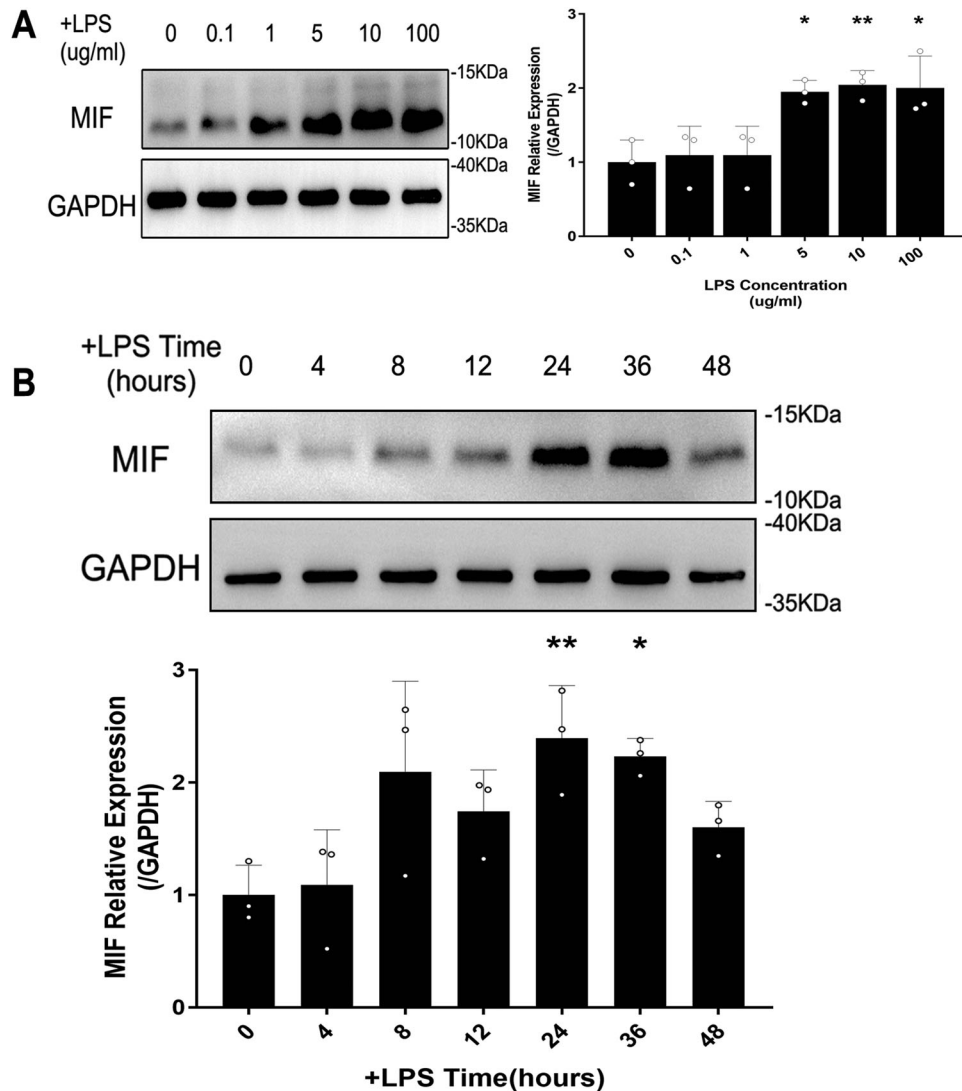 A
+LPS
(ug/ml)
0 0.1 1 5 10 100
-15KDa
MIF
-10KDa
-40KDa
GAPDH
-35KDa
* ** *
MIF Relative Expression
(/GAPDH)
3
2
1
0
0 0.1 1 5 10 100
LPS Concentration
(ug/ml)
B
+LPS Time
(hours)
0 4 8 12 24 36 48
-15KDa
MIF
-10KDa
-40KDa
GAPDH
-35KDa
** *
MIF Relative Expression
(/GAPDH)
3
2
1
0
0 4 8 12 24 36 48
+LPS Time(hours)